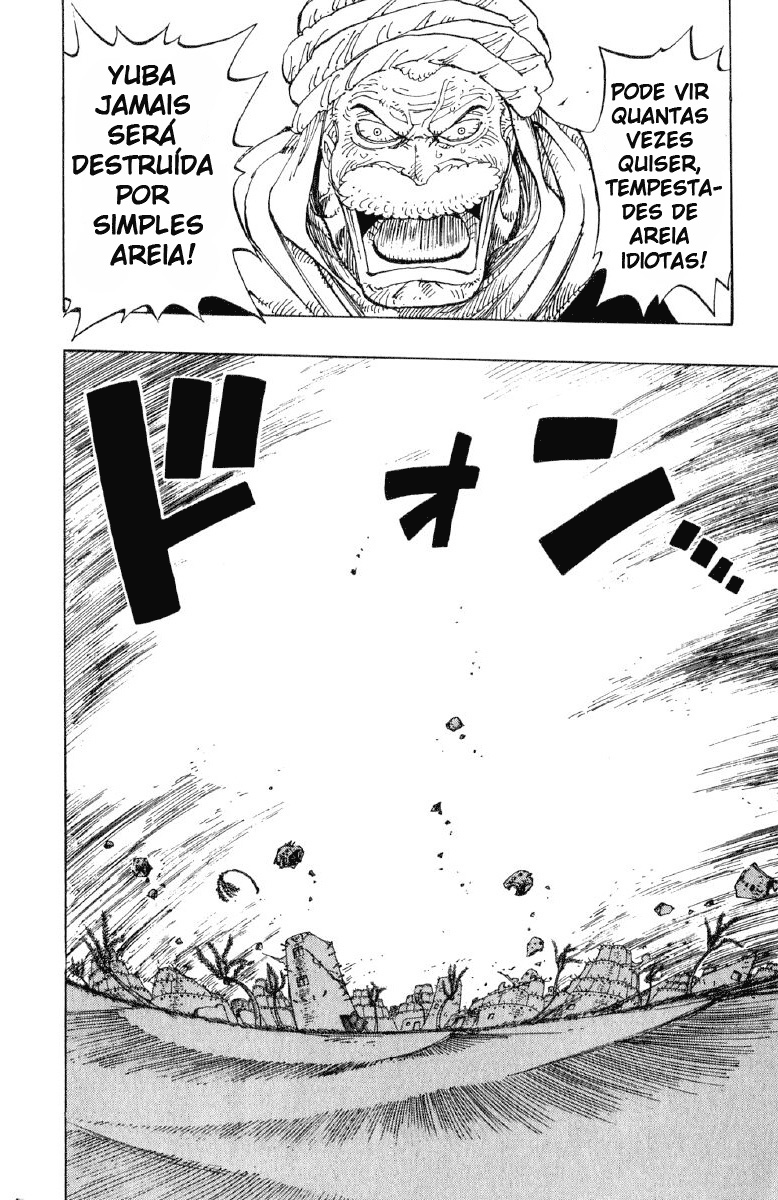 PODE VIR
QUANTAS
VEZES
QUISER,
TEMPESTA-
DES DE
AREIA
IDIOTAS!
YUBA
JAMAIS
SERÁ
DESTRUÍDA
POR
SIMPLES
AREIA!
ドォン...